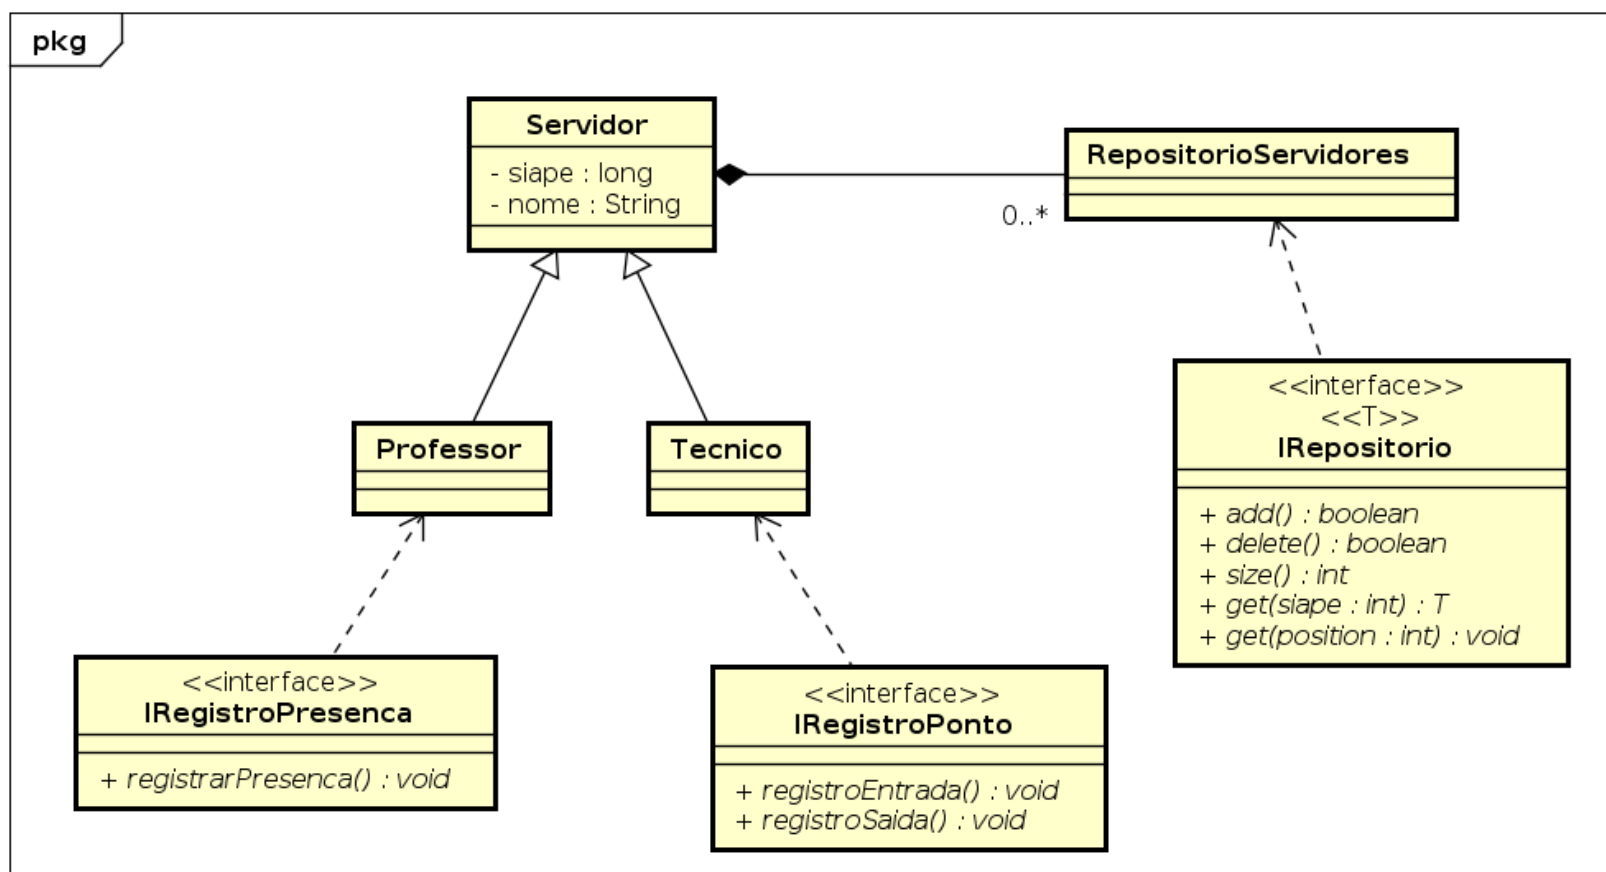 pkg
Servidor
- siape : long
- nome : String
RepositorioServidores
0..*
Professor
Tecnico
<<interface>>
<<T>>
IRepositorio
+ add() : boolean
+ delete() : boolean
+ size() : int
+ get(siape : int) : T
+ get(position : int) : void
<<interface>>
IRegistroPresenca
+ registrarPresenca() : void
<<interface>>
IRegistroPonto
+ registroEntrada() : void
+ registroSaida() : void